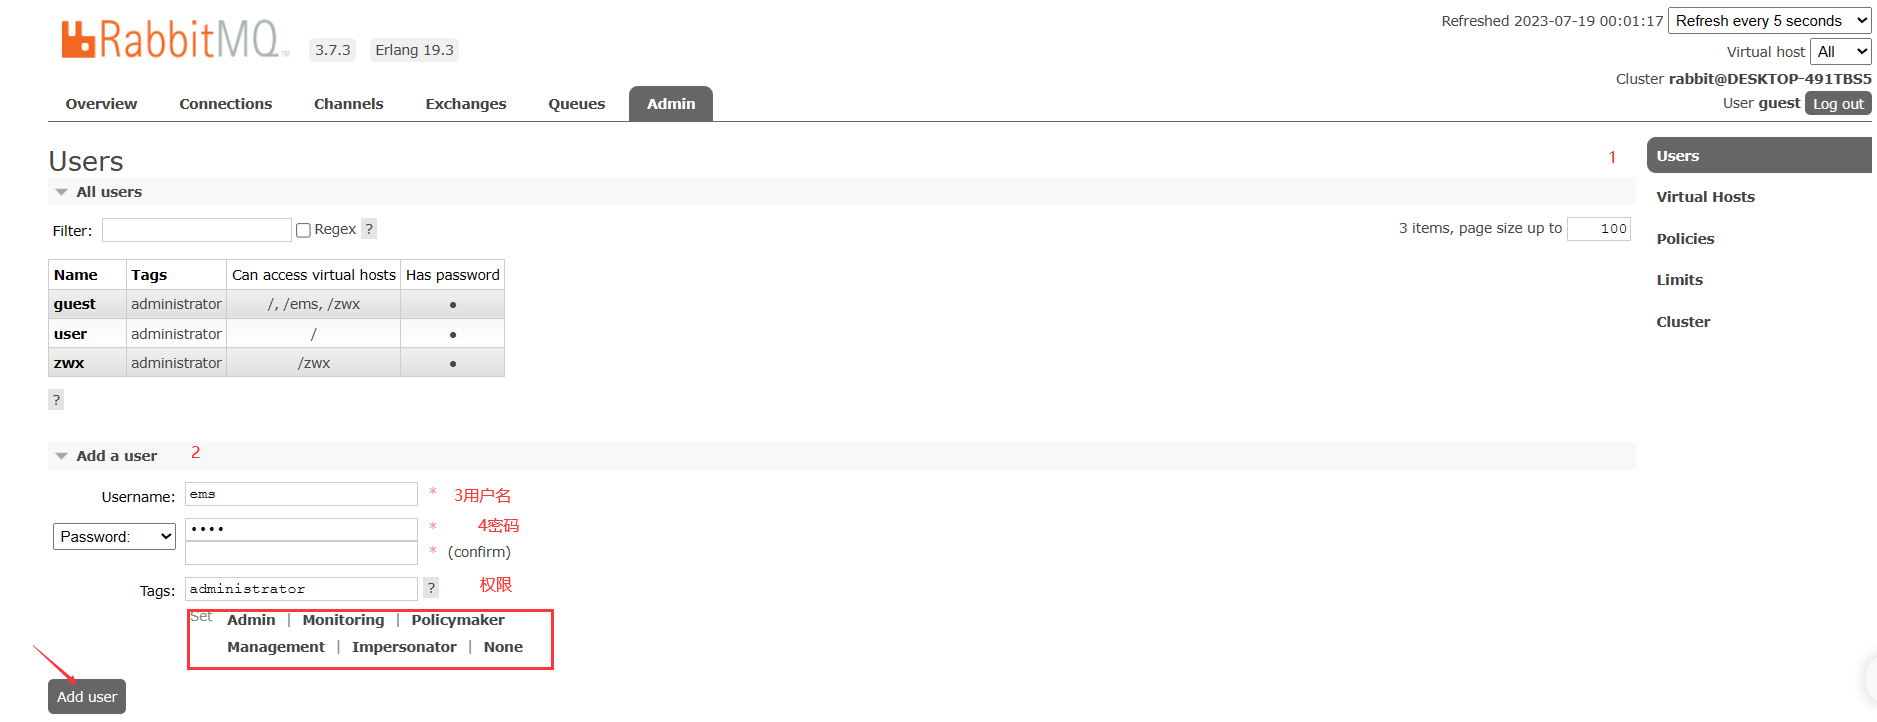 RabbitMQ™ 3.7.3 Erlang 19.3
Refreshed 2023-07-19 00:01:17 Refresh every 5 seconds
Virtual host All
Cluster rabbit@DESKTOP-491TBS5
User guest Log out
Overview Connections Channels Exchanges Queues Admin
Users
1
Users
Virtual Hosts
Policies
Limits
Cluster
All users
Filter: Regex ?
3 items, page size up to 100
Name Tags Can access virtual hosts Has password
guest administrator /, /ems, /zwx ●
user administrator / ●
zwx administrator /zwx ●
?
Add a user 2
Username: ems * 3用户名
Password: •••• * 4密码
* (confirm)
Tags: administrator ? 权限
Set Admin | Monitoring | Policymaker
Management | Impersonator | None
Add user